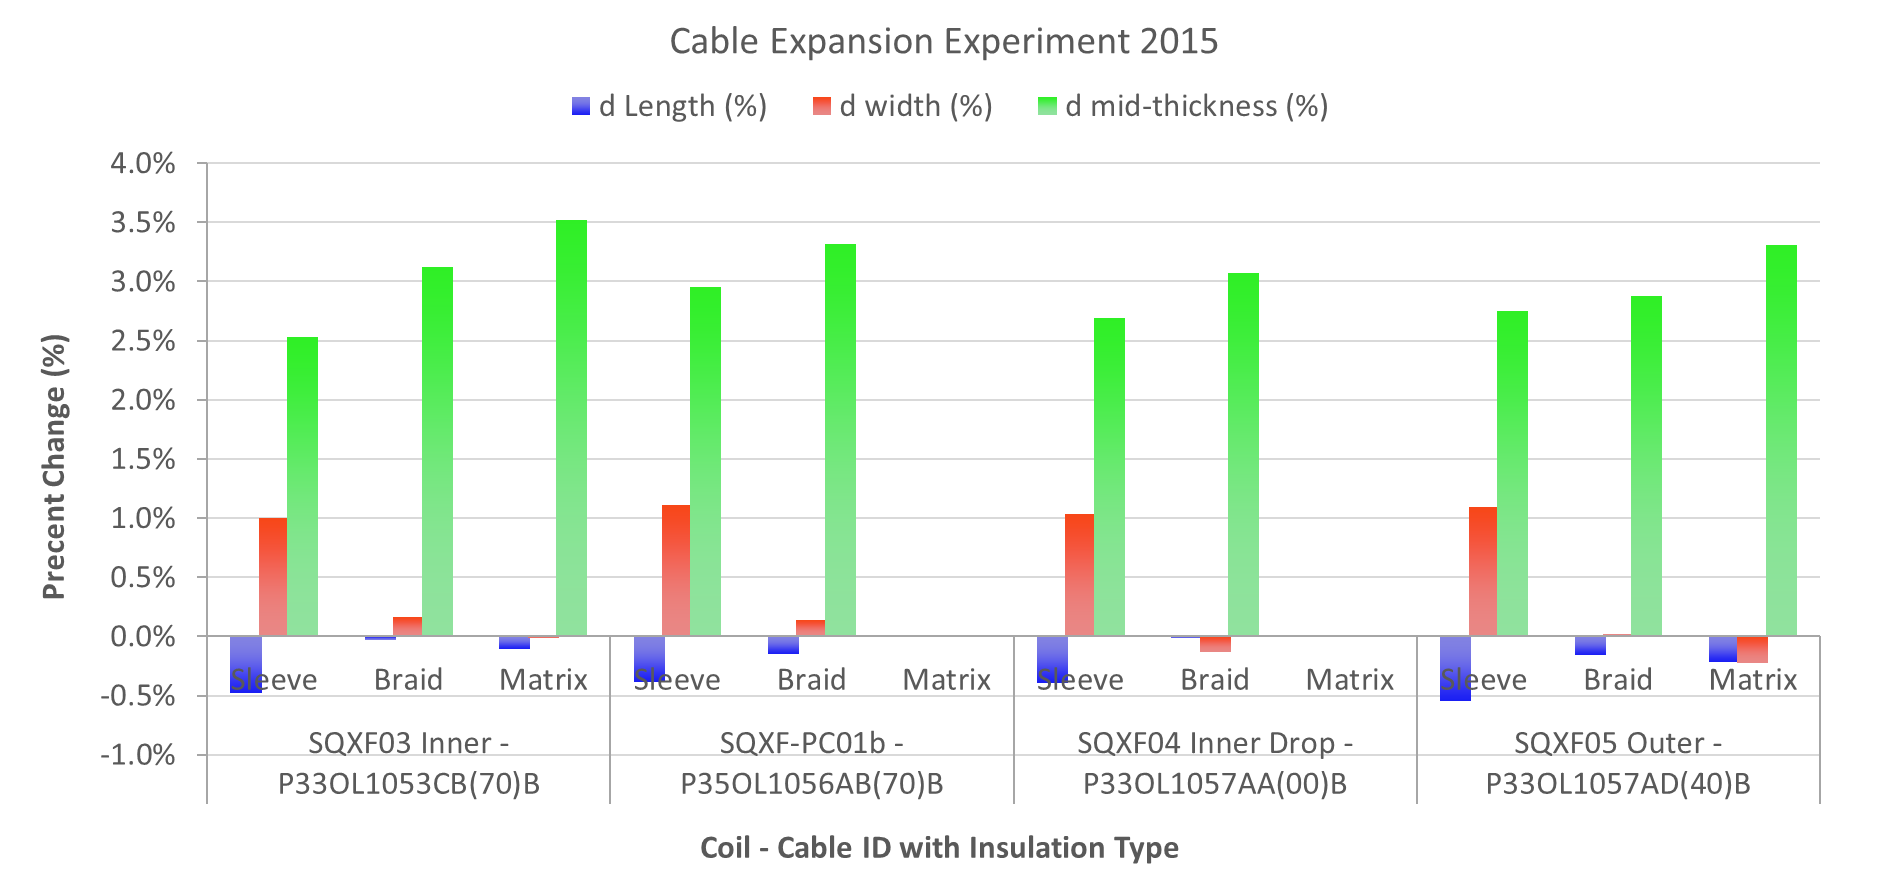 Cable Expansion Experiment 2015
d Length (%) d width (%) d mid-thickness (%)
4.0%
3.5%
3.0%
2.5%
2.0%
1.5%
1.0%
0.5%
0.0%
-0.5%
-1.0%
Precent Change (%)
Sleeve Braid Matrix Sleeve Braid Matrix Sleeve Braid Matrix Sleeve Braid Matrix
SQXF03 Inner - SQXF-PC01b - SQXF04 Inner Drop - SQXF05 Outer -
P33OL1053CB(70)B P35OL1056AB(70)B P33OL1057AA(00)B P33OL1057AD(40)B
Coil - Cable ID with Insulation Type